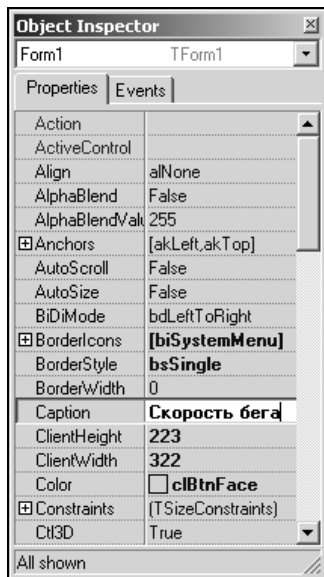 Object Inspector
Form1 TForm1
Properties Events
Action
ActiveControl
Align alNone
AlphaBlend False
AlphaBlendVal 255
Anchors [akLeft,akTop]
AutoScroll False
AutoSize False
BiDiMode bdLeftToRight
BorderIcons [biSystemMenu]
BorderStyle bsSingle
BorderWidth 0
Caption Скорость бега
ClientHeight 223
ClientWidth 322
Color clBtnFace
Constraints (TSizeConstraints)
Ctl3D True
All shown